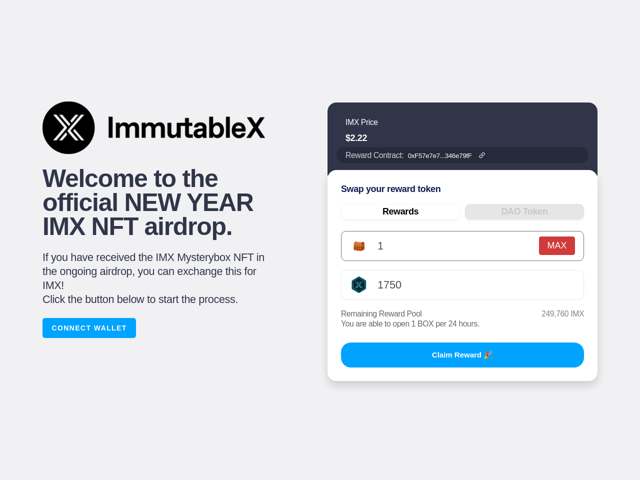 ImmutableX
Welcome to the
official NEW YEAR
IMX NFT airdrop.
If you have received the IMX Mysterybox NFT in
the ongoing airdrop, you can exchange this for
IMX!
Click the button below to start the process.
CONNECT WALLET
IMX Price
$2.22
Reward Contract: 0xF57e7e7...346e79fF
Swap your reward token
Rewards
DAO Token
1
MAX
1750
Remaining Reward Pool
249,760 IMX
You are able to open 1 BOX per 24 hours.
Claim Reward 🎉